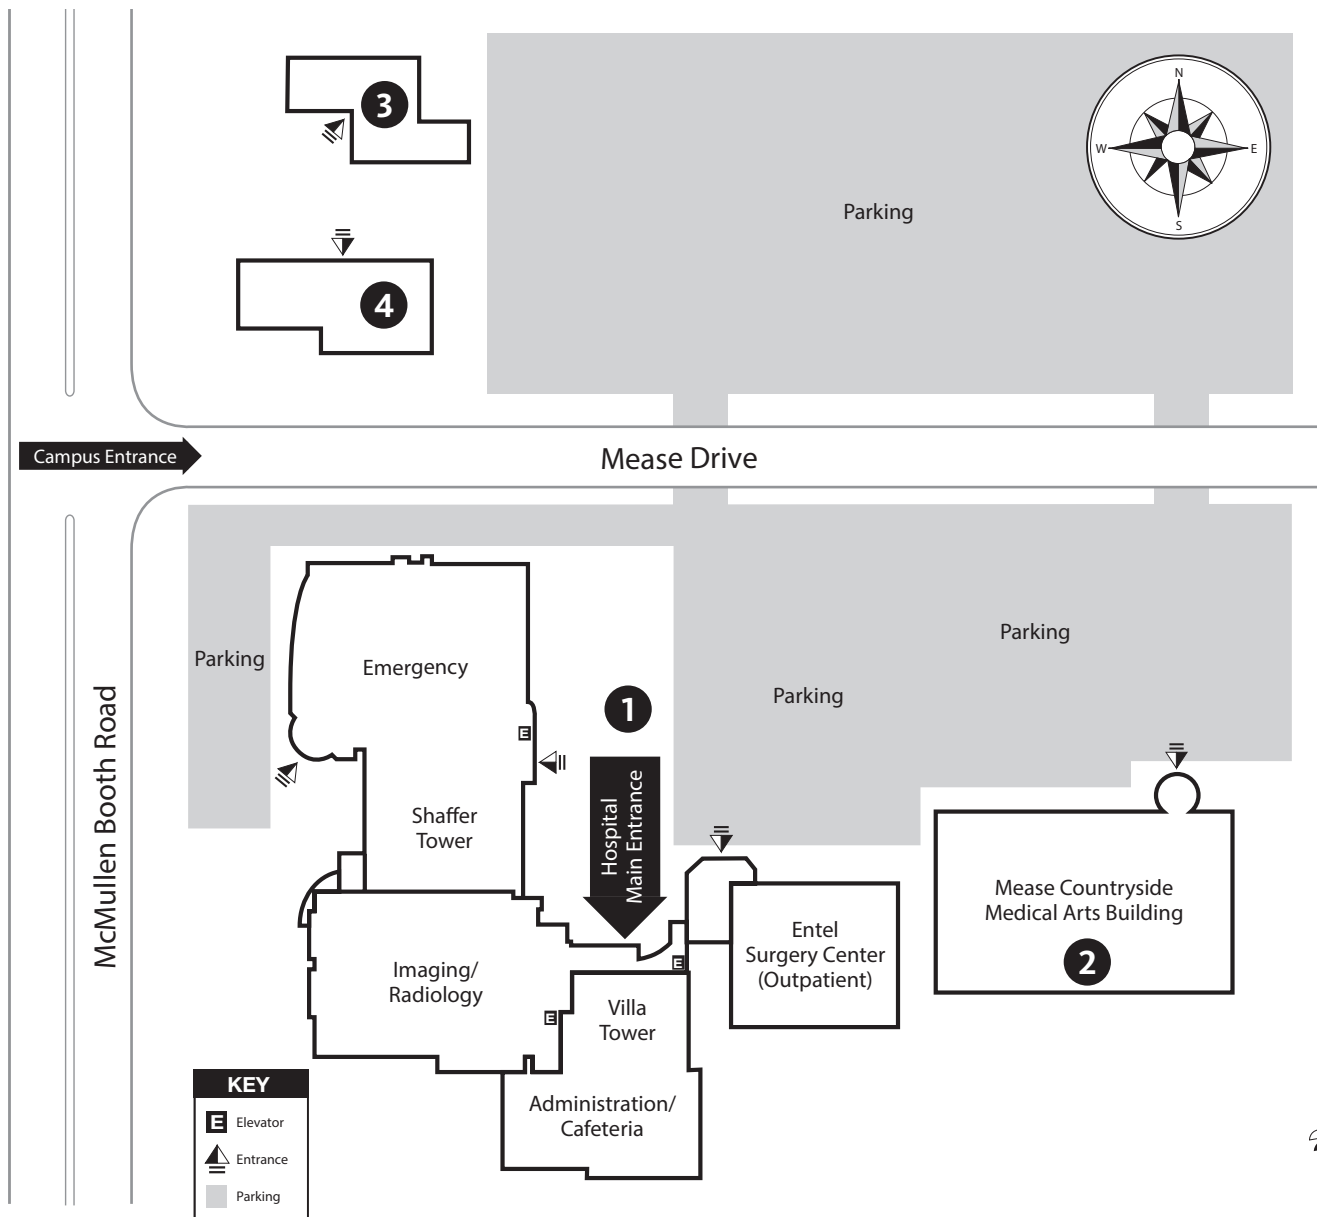 3
N
W
E
S
Parking
4
Campus Entrance
Mease Drive
McMullen Booth Road
Parking
Emergency
Parking
Parking
1
E
Hospital
Main Entrance
Shaffer
Tower
Mease Countryside
Medical Arts Building
2
Entel
Surgery Center
(Outpatient)
E
Imaging/
Radiology
E
Villa
Tower
Administration/
Cafeteria
KEY
E Elevator
Entrance
Parking